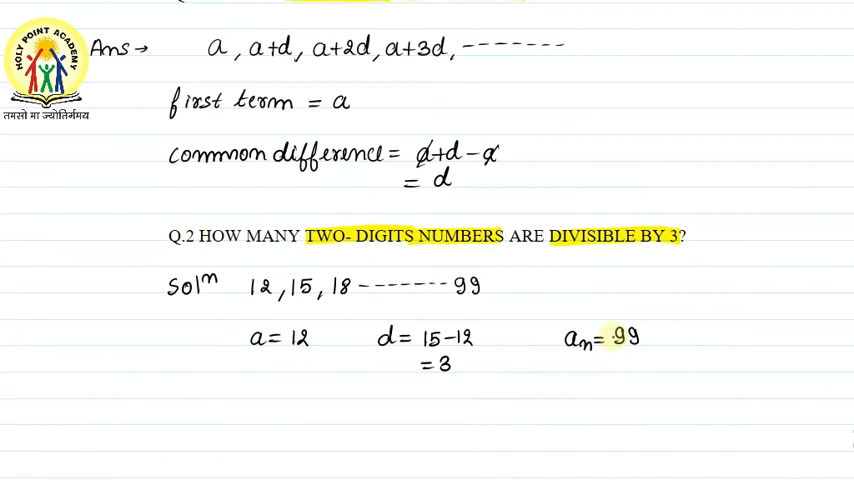 HOLY POINT ACADEMY
तमसो मा ज्योतिर्गमय
Ans → a, a+d, a+2d, a+3d, -------
first term = a
common difference = a+d-a
= d
Q.2 HOW MANY TWO- DIGITS NUMBERS ARE DIVISIBLE BY 3?
Solⁿ 12, 15, 18 ------- 99
a = 12 d = 15-12 aₙ = 99
= 3